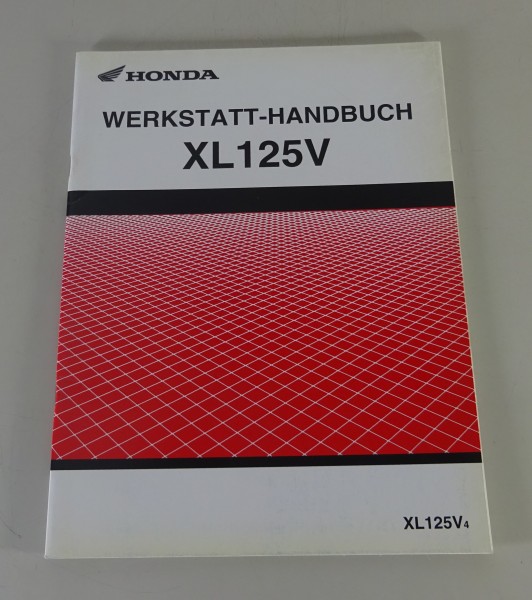 HONDA
WERKSTATT-HANDBUCH
XL125V
XL125V4